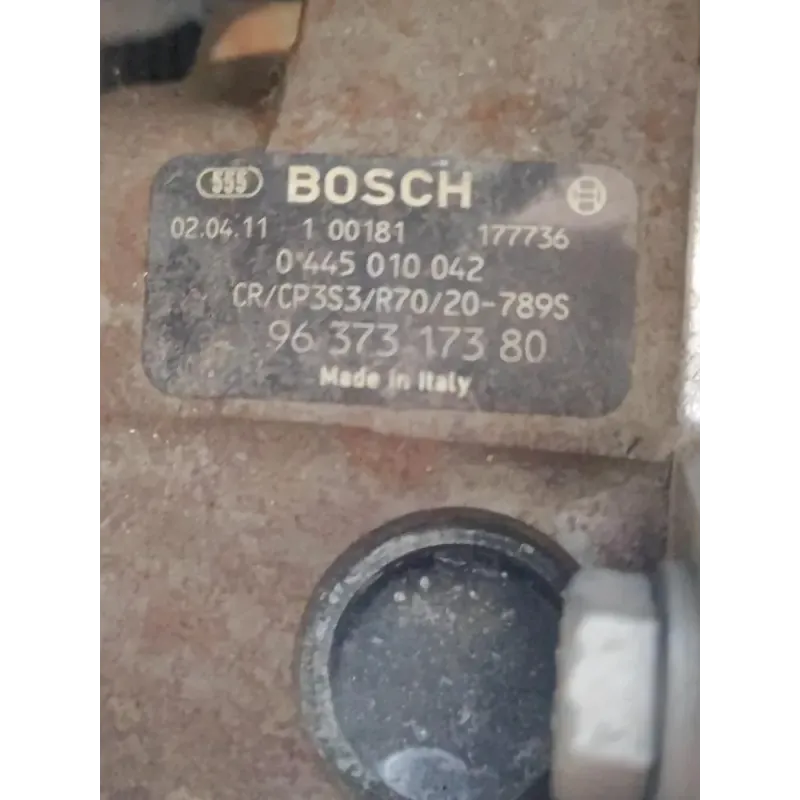 555 BOSCH
02.04.11 1 00181 177736
0 445 010 042
CR/CP3S3/R70/20-789S
96 373 173 80
Made in Italy